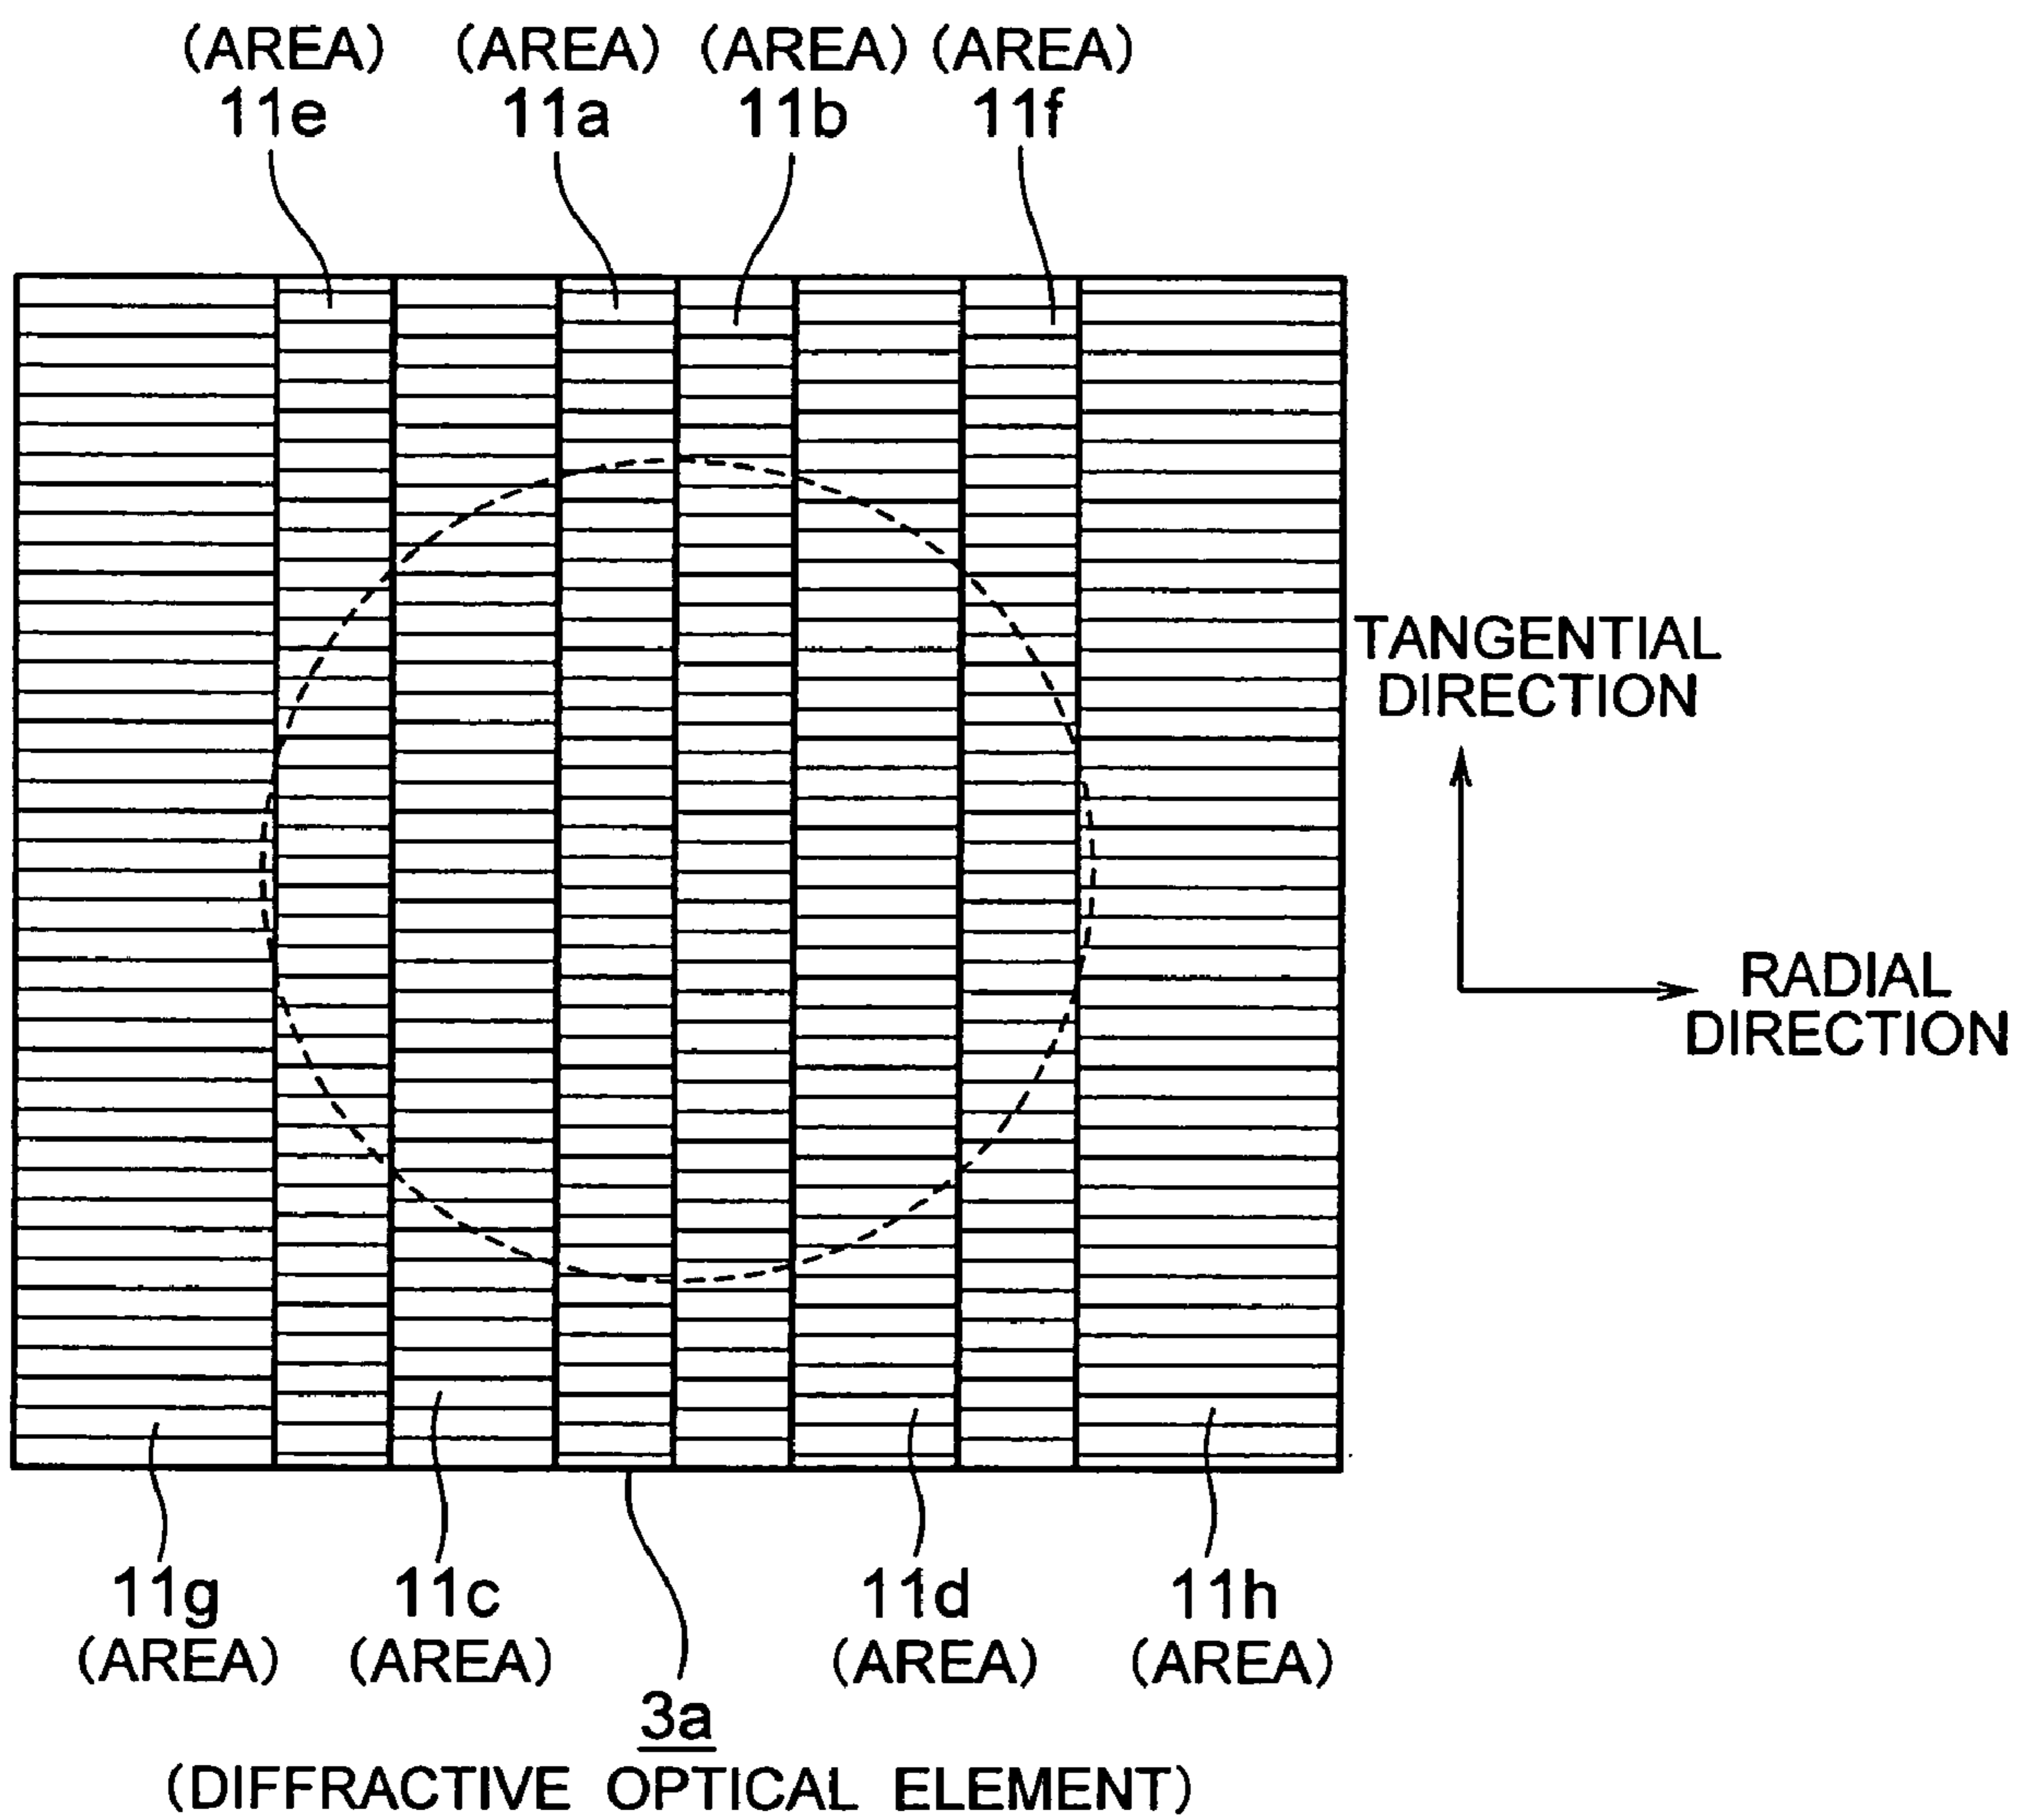 (AREA) (AREA) (AREA) (AREA)
11e 11a 11b 11f
TANGENTIAL
DIRECTION
RADIAL
DIRECTION
11g 11c 11d 11h
(AREA) (AREA) (AREA) (AREA)
3a
(DIFFRACTIVE OPTICAL ELEMENT)